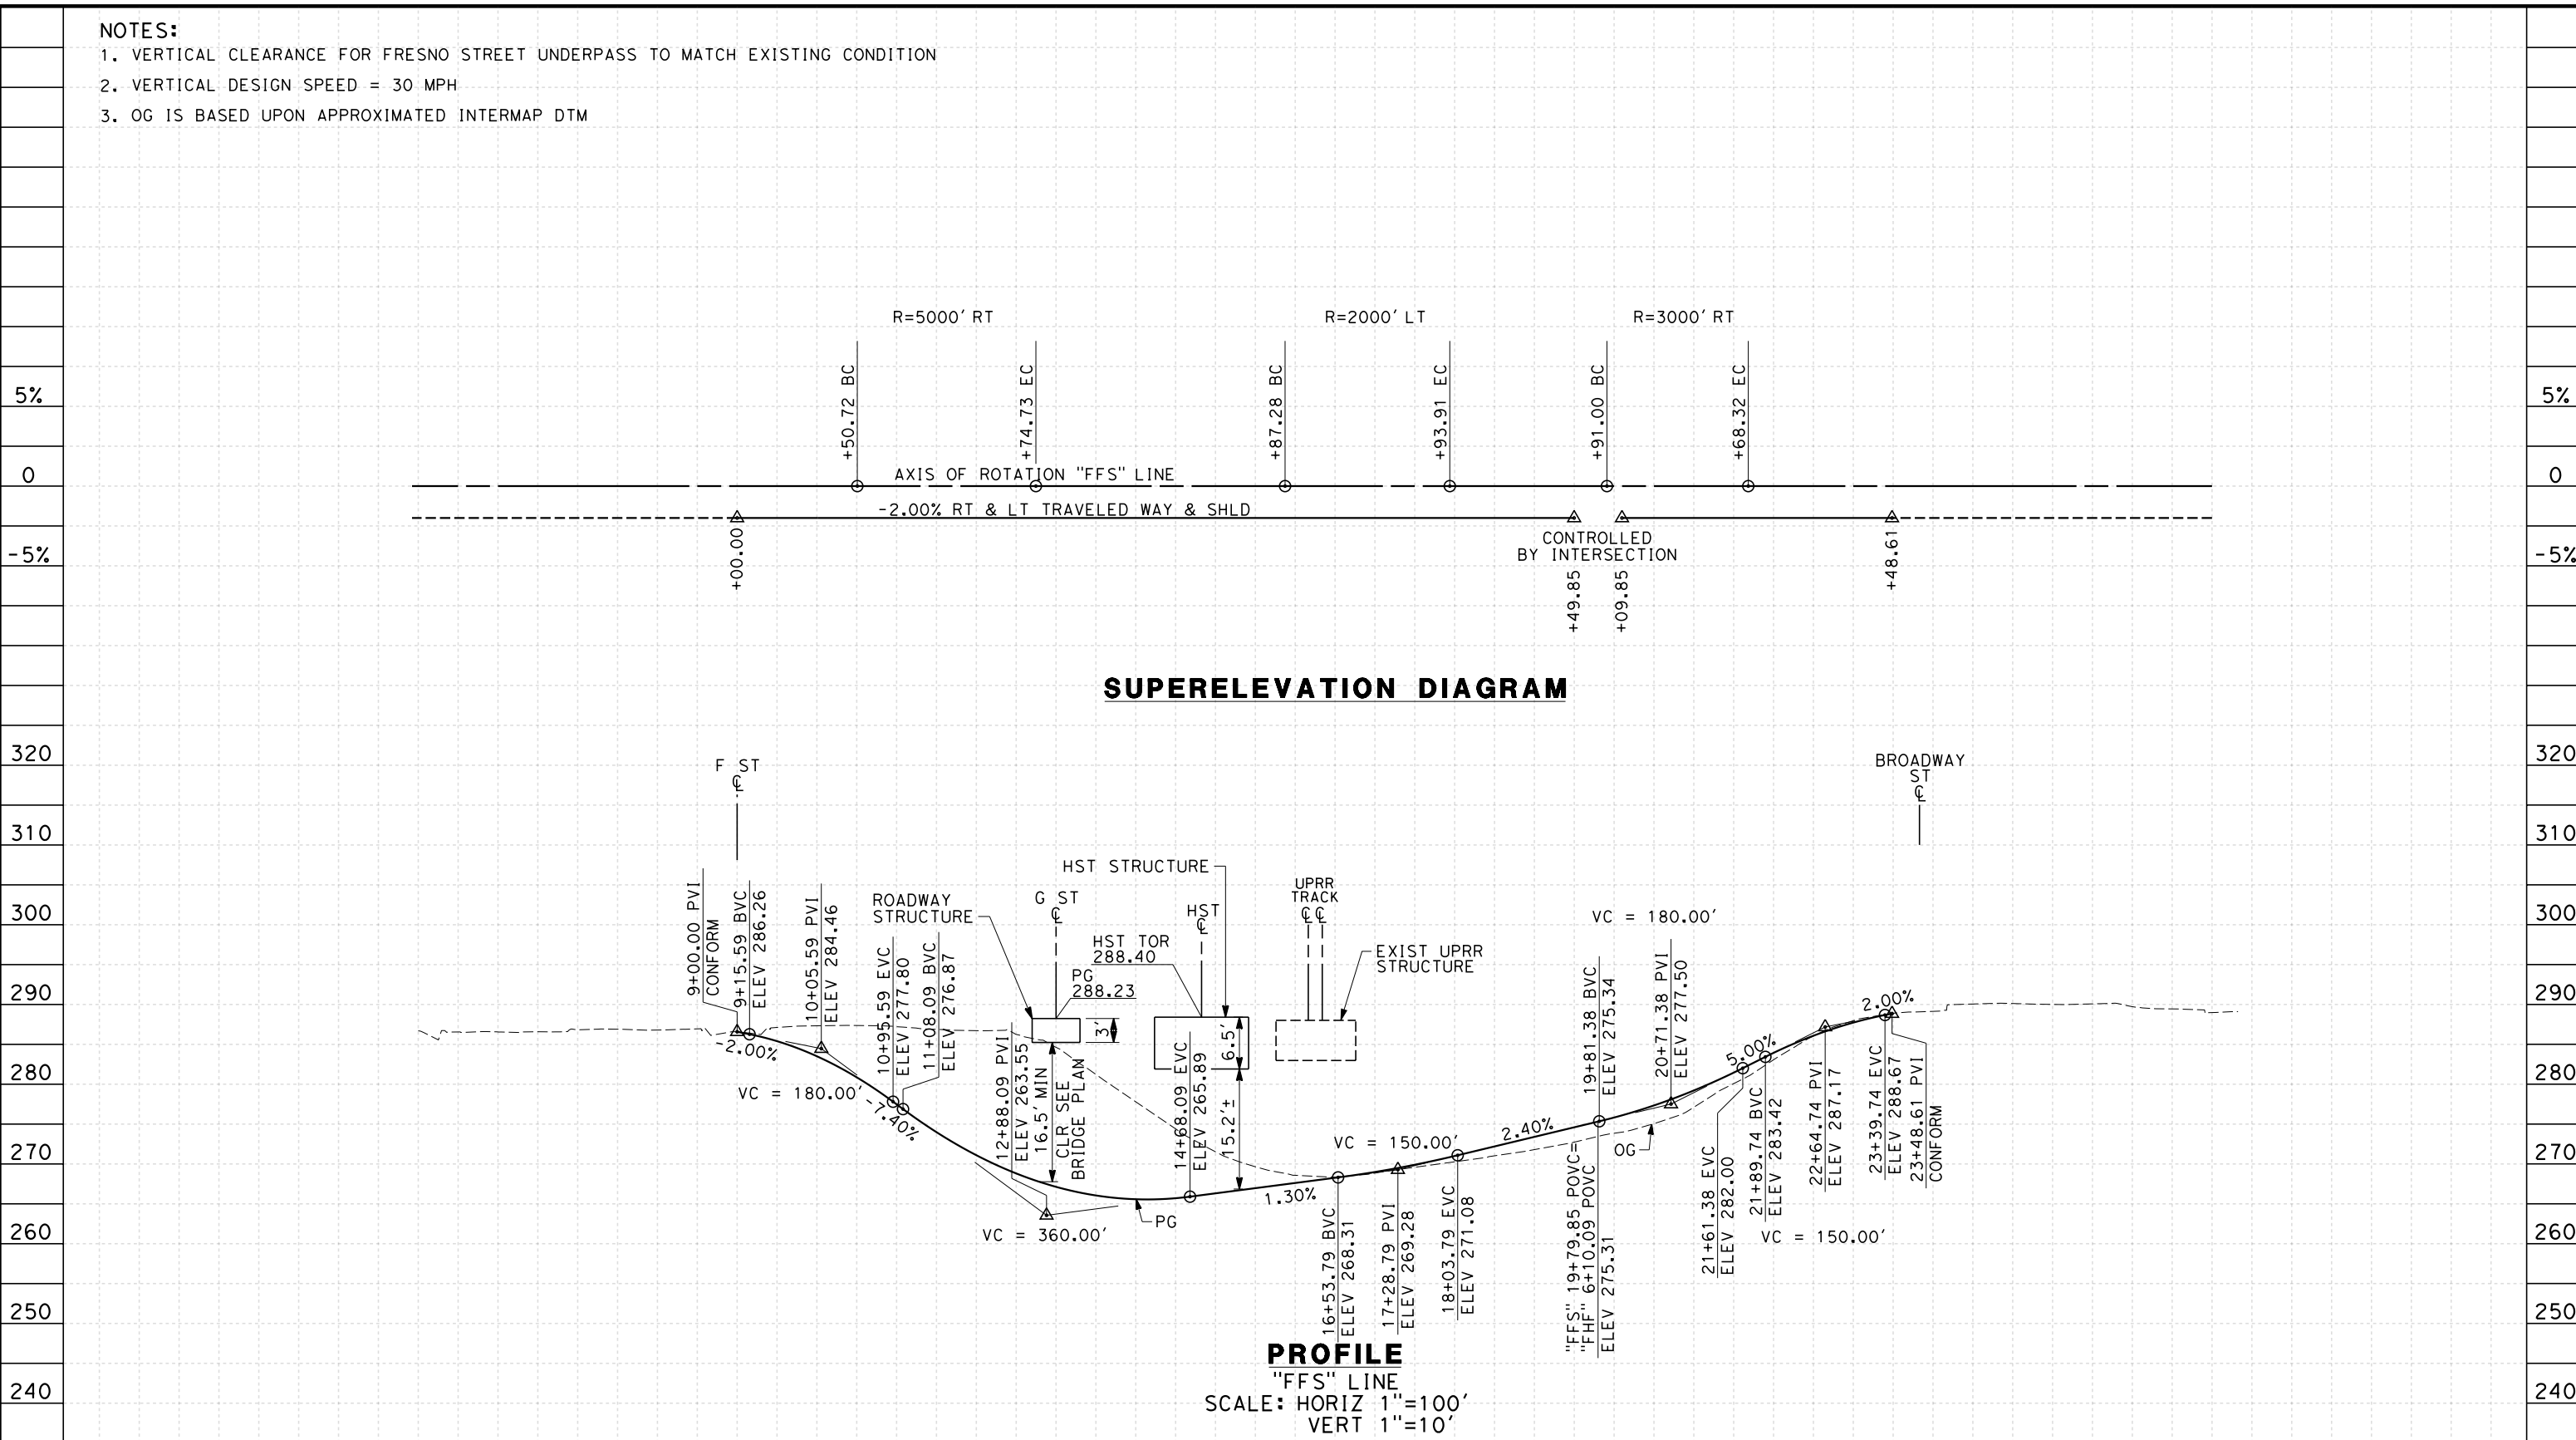 NOTES:
1. VERTICAL CLEARANCE FOR FRESNO STREET UNDERPASS TO MATCH EXISTING CONDITION
2. VERTICAL DESIGN SPEED = 30 MPH
3. OG IS BASED UPON APPROXIMATED INTERMAP DTM
R=5000' RT
R=2000' LT
R=3000' RT
+50.72 BC
+74.73 EC
+87.28 BC
+93.91 EC
+91.00 BC
+68.32 EC
5%
5%
0
0
-5%
-5%
AXIS OF ROTATION "FFS" LINE
-2.00% RT & LT TRAVELED WAY & SHLD
CONTROLLED
BY INTERSECTION
+00.00
+49.85
+09.85
+48.61
SUPERELEVATION DIAGRAM
320
320
310
310
300
300
290
290
280
280
270
270
260
260
250
250
240
240
F ST
℄
BROADWAY
ST
℄
9+00.00 PVI
CONFORM
9+15.59 BVC
ELEV 286.26
-2.00%
10+05.59 PVI
ELEV 284.46
VC = 180.00'
10+95.59 EVC
ELEV 277.80
-7.40%
11+08.09 BVC
ELEV 276.87
ROADWAY
STRUCTURE
G ST
℄
PG
288.23
3'
12+88.09 PVI
ELEV 263.55
16.5' MIN
CLR SEE
BRIDGE PLAN
VC = 360.00'
HST STRUCTURE
HST
℄
HST TOR
288.40
6.5'
15.2'±
14+68.09 EVC
ELEV 265.89
PG
1.30%
UPRR
TRACK
℄ ℄
EXIST UPRR
STRUCTURE
16+53.79 BVC
ELEV 268.31
VC = 150.00'
17+28.79 PVI
ELEV 269.28
18+03.79 EVC
ELEV 271.08
2.40%
"FFS" 19+79.85 POVC=
"FHF" 6+10.09 POVC
ELEV 275.31
19+81.38 BVC
ELEV 275.34
VC = 180.00'
20+71.38 PVI
ELEV 277.50
OG
21+61.38 EVC
ELEV 282.00
5.00%
21+89.74 BVC
ELEV 283.42
VC = 150.00'
22+64.74 PVI
ELEV 287.17
2.00%
23+39.74 EVC
ELEV 288.67
23+48.61 PVI
CONFORM
PROFILE
"FFS" LINE
SCALE: HORIZ 1"=100'
VERT 1"=10'